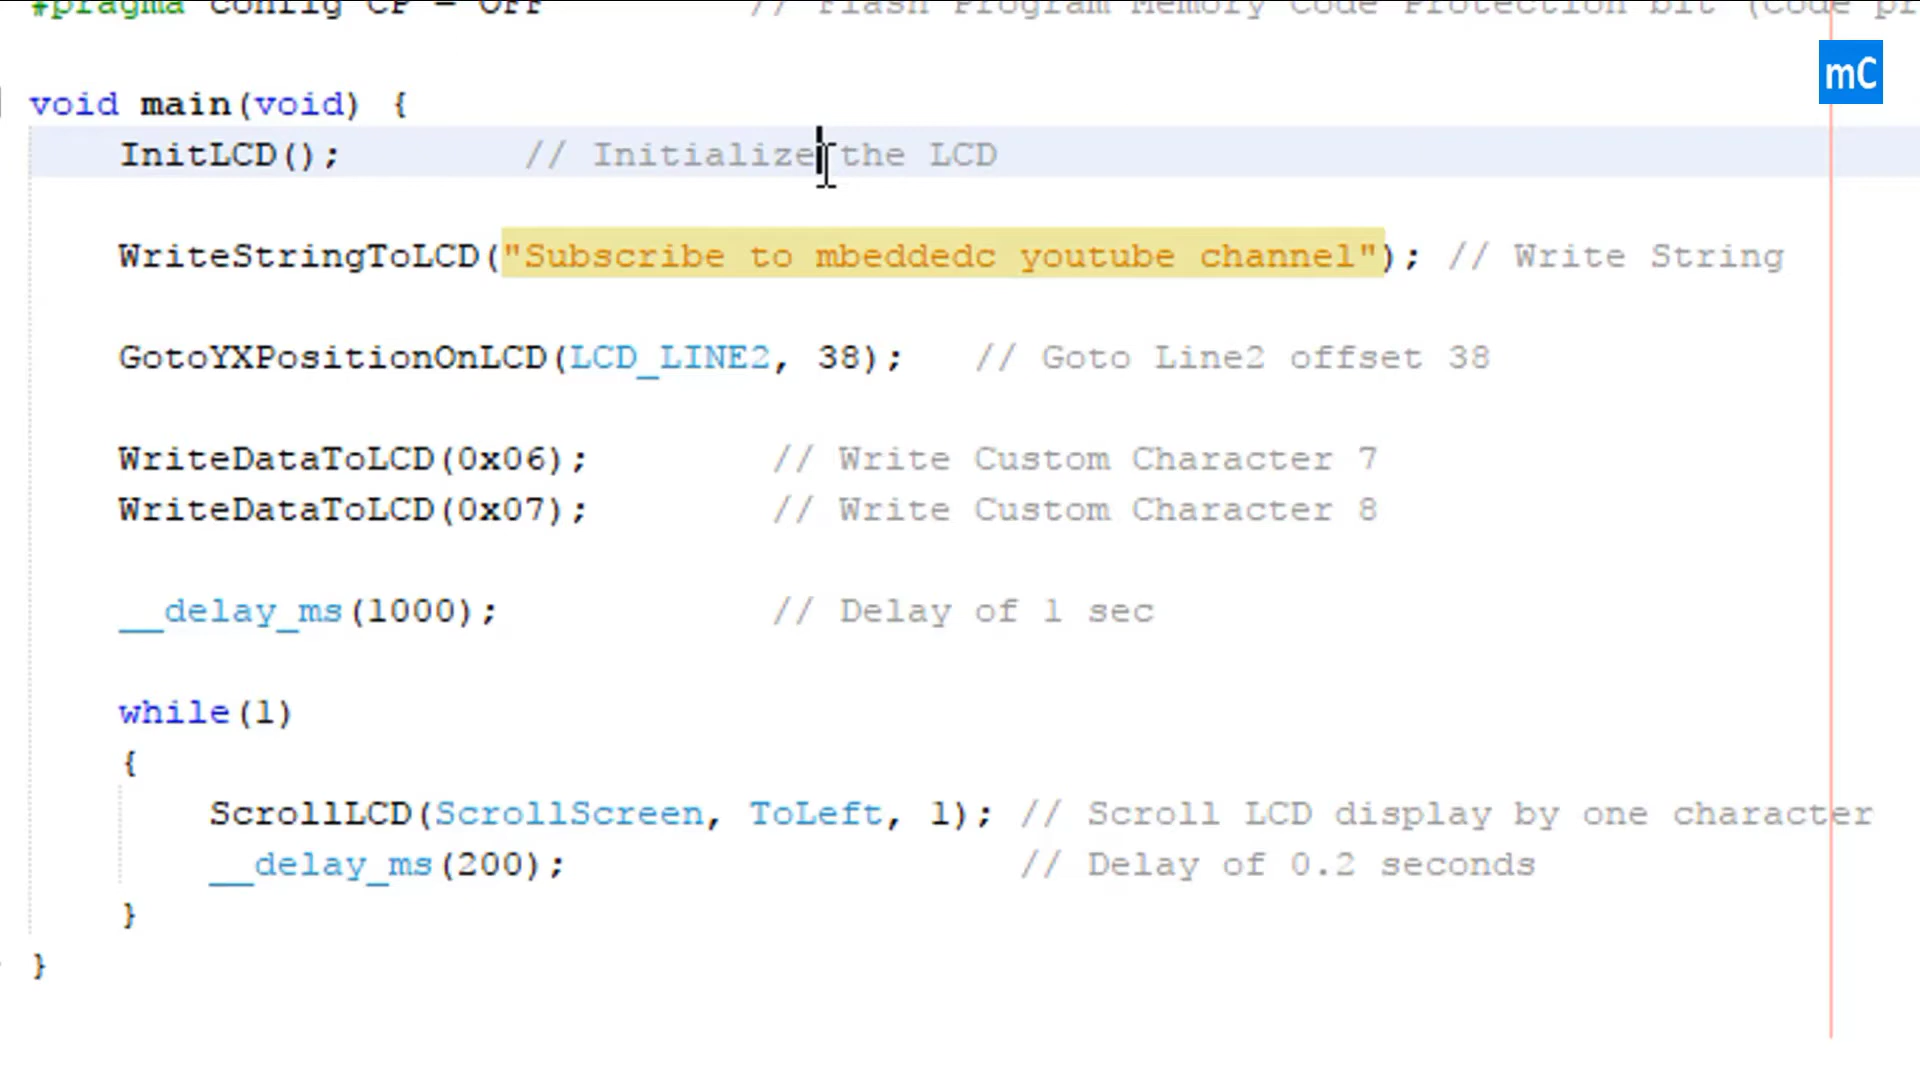 #pragma config CP = OFF // Flash Program Memory Code Protection bit (Code pr
mC
void main(void) {
InitLCD(); // Initialize the LCD
WriteStringToLCD("Subscribe to mbeddedc youtube channel"); // Write String
GotoYXPositionOnLCD(LCD_LINE2, 38); // Goto Line2 offset 38
WriteDataToLCD(0x06); // Write Custom Character 7
WriteDataToLCD(0x07); // Write Custom Character 8
__delay_ms(1000); // Delay of 1 sec
while(1)
{
ScrollLCD(ScrollScreen, ToLeft, 1); // Scroll LCD display by one character
__delay_ms(200); // Delay of 0.2 seconds
}
}